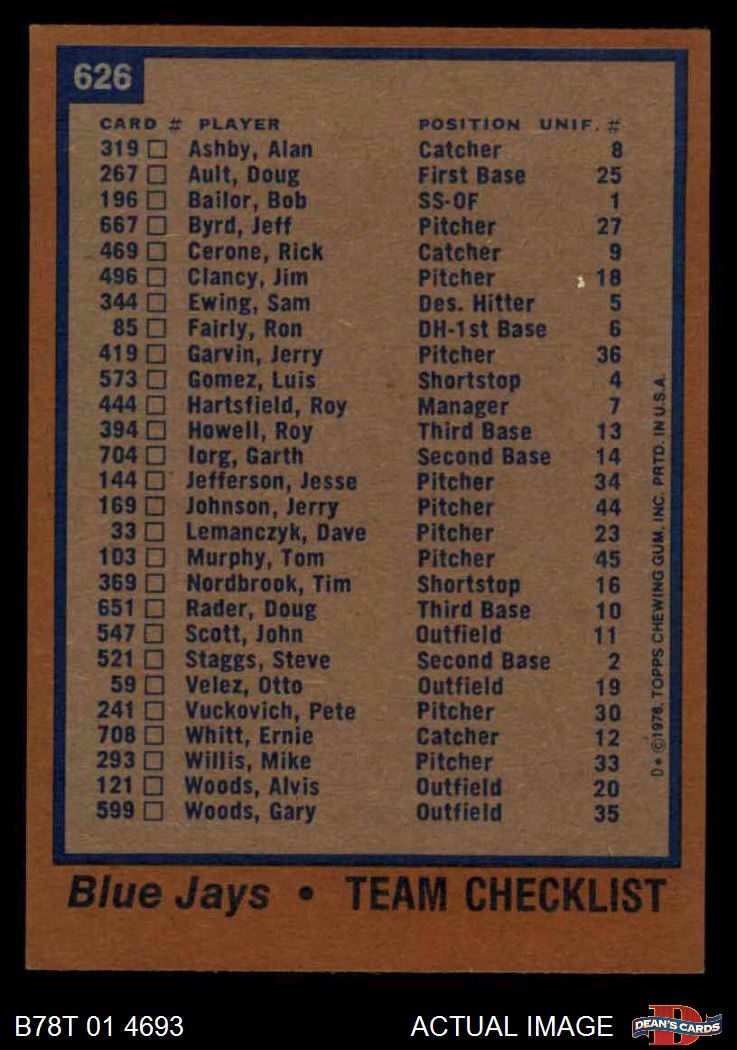 626
CARD # PLAYER POSITION UNIF. #
319 Ashby, Alan Catcher 8
267 Ault, Doug First Base 25
196 Bailor, Bob SS-OF 1
667 Byrd, Jeff Pitcher 27
469 Cerone, Rick Catcher 9
496 Clancy, Jim Pitcher 18
344 Ewing, Sam Des. Hitter 5
85 Fairly, Ron DH-1st Base 6
419 Garvin, Jerry Pitcher 36
573 Gomez, Luis Shortstop 4
444 Hartsfield, Roy Manager 7
394 Howell, Roy Third Base 13
704 Iorg, Garth Second Base 14
144 Jefferson, Jesse Pitcher 34
169 Johnson, Jerry Pitcher 44
33 Lemanczyk, Dave Pitcher 23
103 Murphy, Tom Pitcher 45
369 Nordbrook, Tim Shortstop 16
651 Rader, Doug Third Base 10
547 Scott, John Outfield 11
521 Staggs, Steve Second Base 2
59 Velez, Otto Outfield 19
241 Vuckovich, Pete Pitcher 30
708 Whitt, Ernie Catcher 12
293 Willis, Mike Pitcher 33
121 Woods, Alvis Outfield 20
599 Woods, Gary Outfield 35
D* ©1978, TOPPS CHEWING GUM, INC. PRTD. IN U.S.A.
Blue Jays • TEAM CHECKLIST
B78T 01 4693 ACTUAL IMAGE DEAN'S CARDS